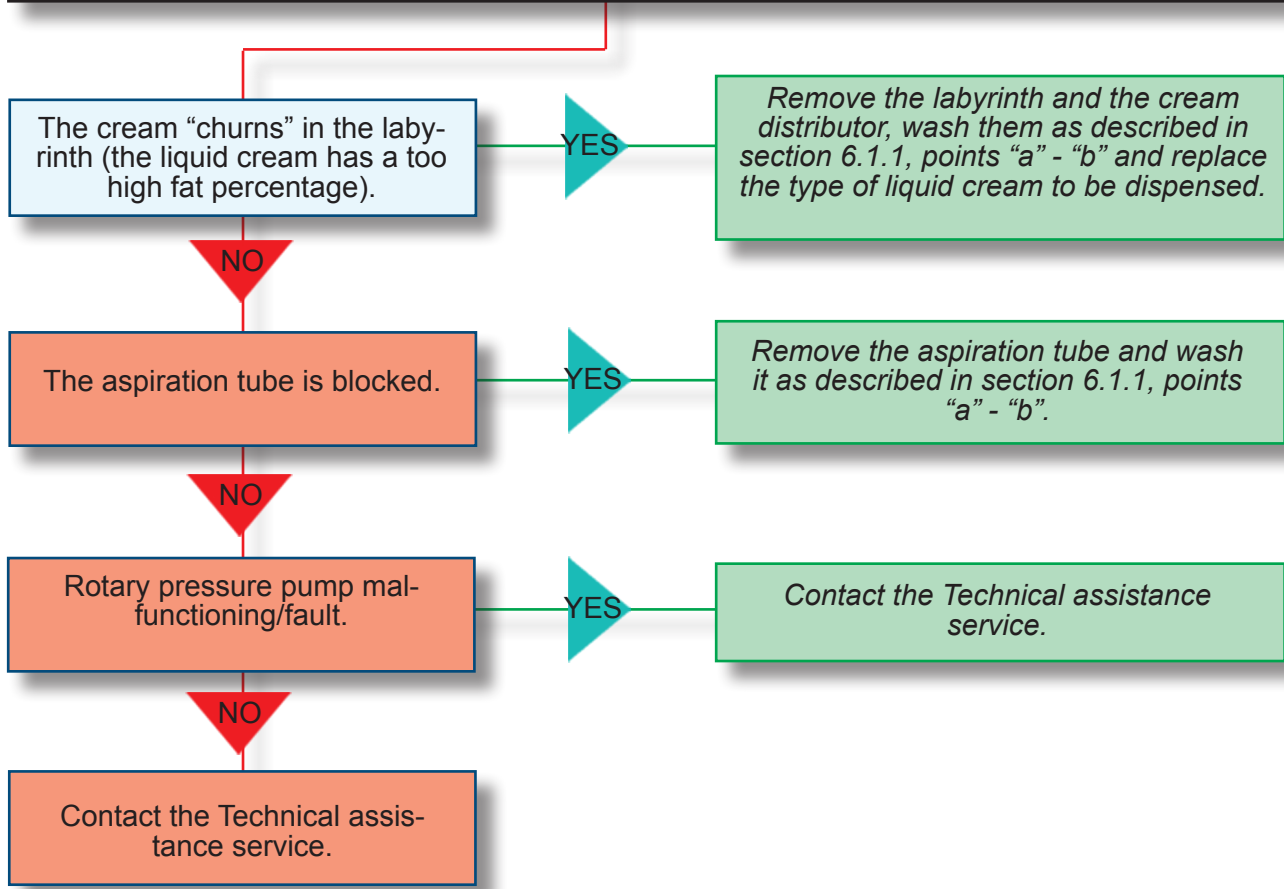 The cream “churns” in the laby-
rinth (the liquid cream has a too
high fat percentage).
YES
Remove the labyrinth and the cream
distributor, wash them as described in
section 6.1.1, points “a” - “b” and replace
the type of liquid cream to be dispensed.
NO
The aspiration tube is blocked.
YES
Remove the aspiration tube and wash
it as described in section 6.1.1, points
“a” - “b”.
NO
Rotary pressure pump mal-
functioning/fault.
YES
Contact the Technical assistance
service.
NO
Contact the Technical assis-
tance service.